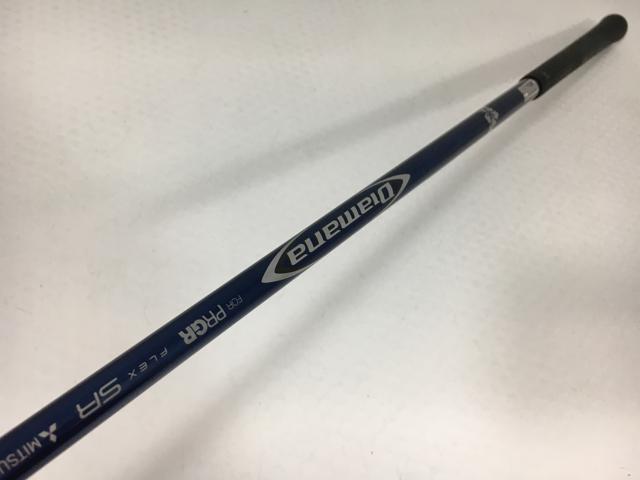 Diamana
FOR PRGR FLEX SR MITSU